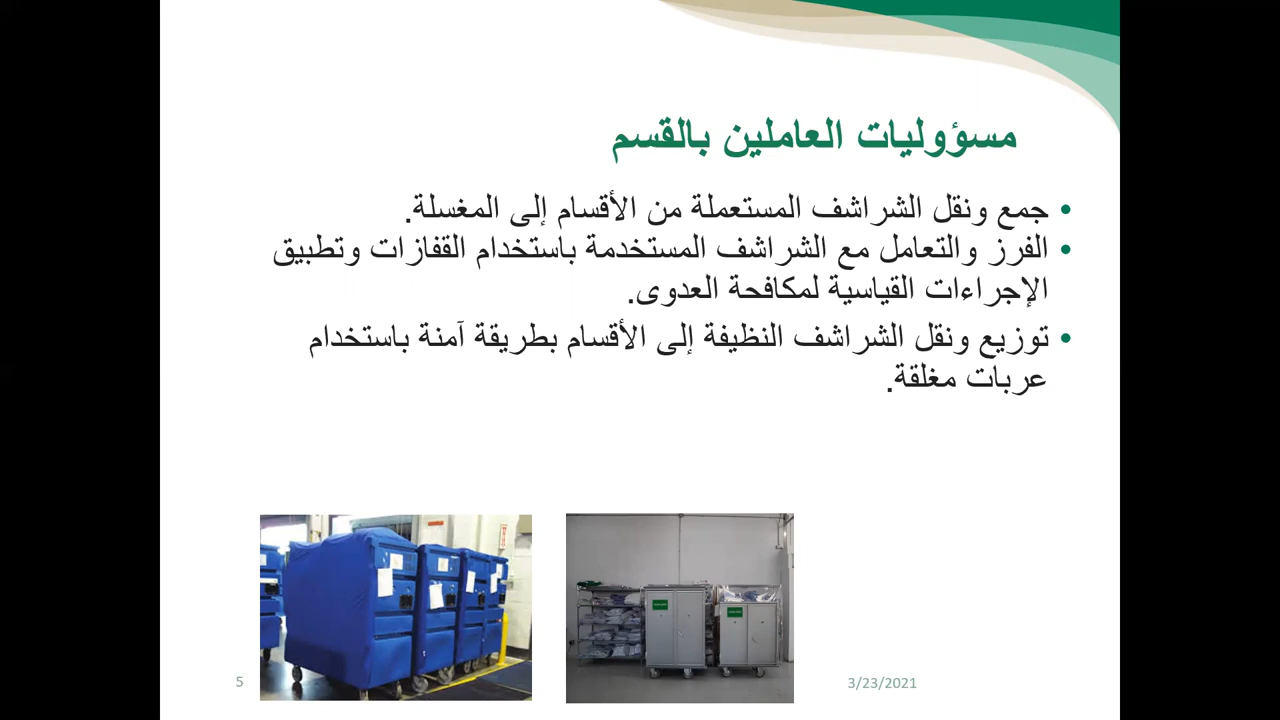 مسؤوليات العاملين بالقسم
• جمع ونقل الشراشف المستعملة من الأقسام إلى المغسلة.
• الفرز والتعامل مع الشراشف المستخدمة باستخدام القفازات وتطبيق
الإجراءات القياسية لمكافحة العدوى.
• توزيع ونقل الشراشف النظيفة إلى الأقسام بطريقة آمنة باستخدام
عربات مغلقة.
5
3/23/2021